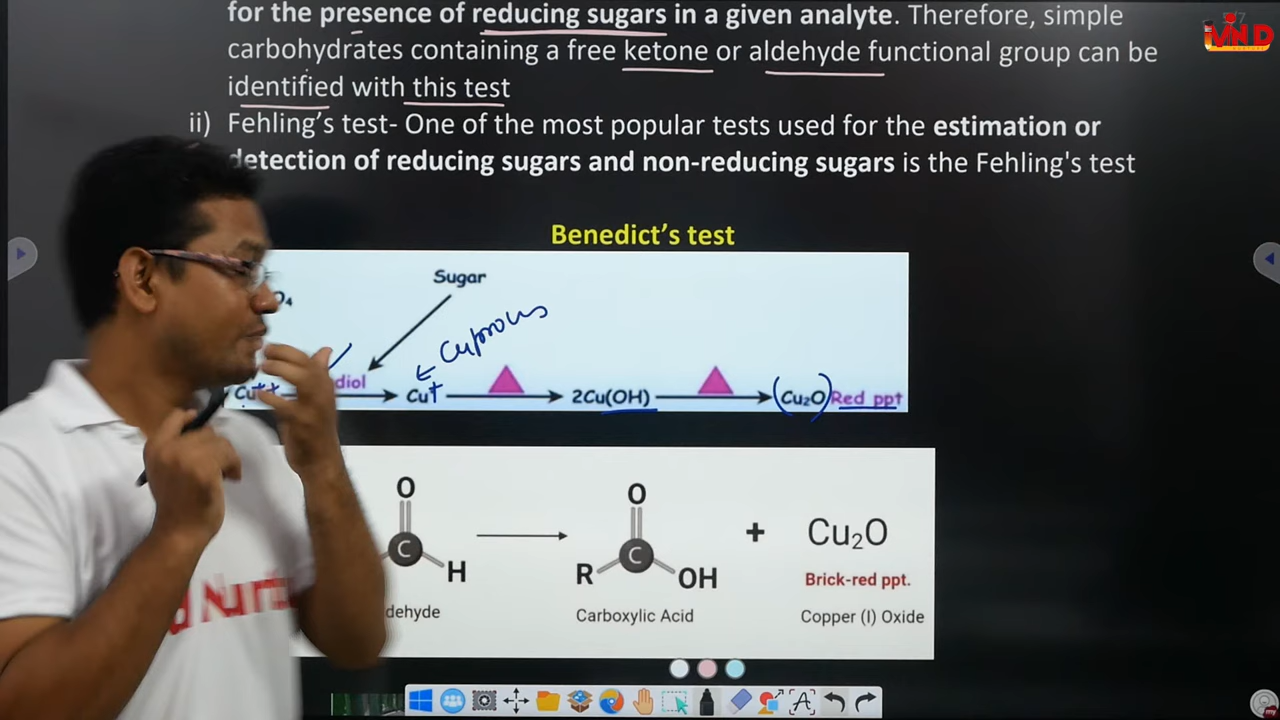 for the presence of reducing sugars in a given analyte. Therefore, simple
carbohydrates containing a free ketone or aldehyde functional group can be
identified with this test
ii) Fehling's test- One of the most popular tests used for the estimation or
detection of reducing sugars and non-reducing sugars is the Fehling's test
Benedict's test
Sugar
O₄
Cuprous
Cu++ diol Cu+ 2Cu(OH) (Cu₂O) Red ppt
O O
C H R C OH + Cu₂O
Brick-red ppt.
dehyde Carboxylic Acid Copper (I) Oxide